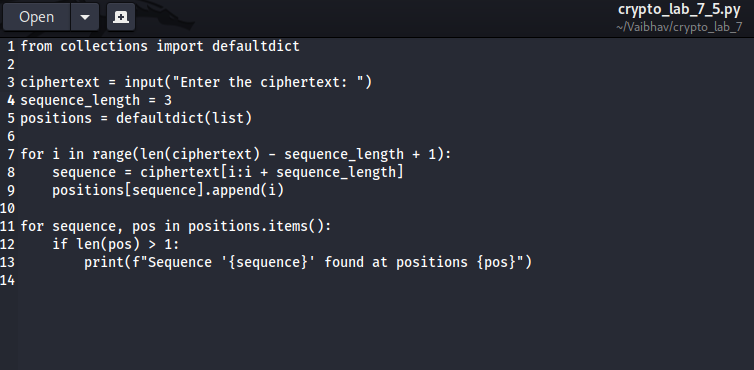 Open
crypto_lab_7_5.py
~/Vaibhav/crypto_lab_7
1 from collections import defaultdict
2
3 ciphertext = input("Enter the ciphertext: ")
4 sequence_length = 3
5 positions = defaultdict(list)
6
7 for i in range(len(ciphertext) - sequence_length + 1):
8     sequence = ciphertext[i:i + sequence_length]
9     positions[sequence].append(i)
10
11 for sequence, pos in positions.items():
12     if len(pos) > 1:
13         print(f"Sequence '{sequence}' found at positions {pos}")
14